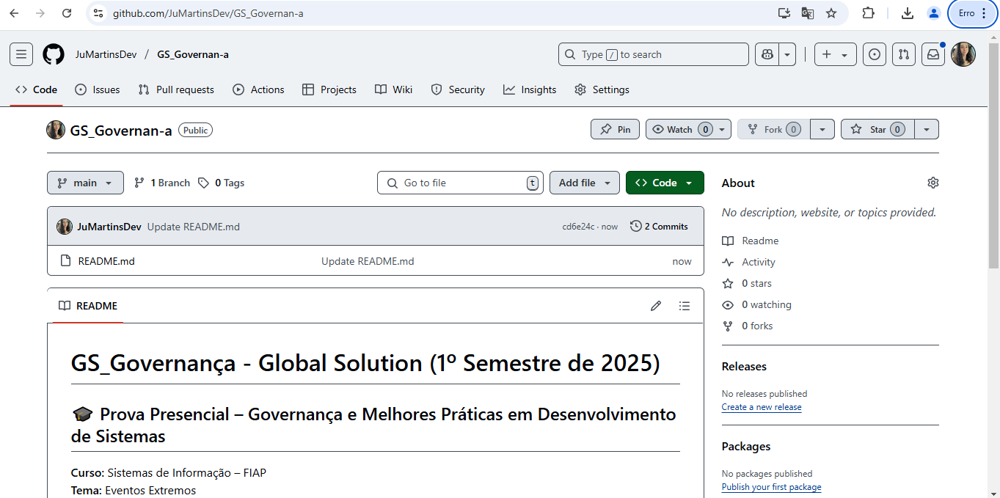 github.com/JuMartinsDev/GS_Governan-a
Erro
JuMartinsDev / GS_Governan-a
Type / to search
Code Issues Pull requests Actions Projects Wiki Security Insights Settings
GS_Governan-a Public
Pin Watch 0 Fork 0 Star 0
main 1 Branch 0 Tags Go to file t Add file Code
JuMartinsDev Update README.md cd6e24c · now 2 Commits
README.md Update README.md now
README
GS_Governança - Global Solution (1º Semestre de 2025)
🎓 Prova Presencial – Governança e Melhores Práticas em Desenvolvimento
de Sistemas
Curso: Sistemas de Informação – FIAP
Tema: Eventos Extremos
About
No description, website, or topics provided.
Readme
Activity
0 stars
0 watching
0 forks
Releases
No releases published
Create a new release
Packages
No packages published
Publish your first package